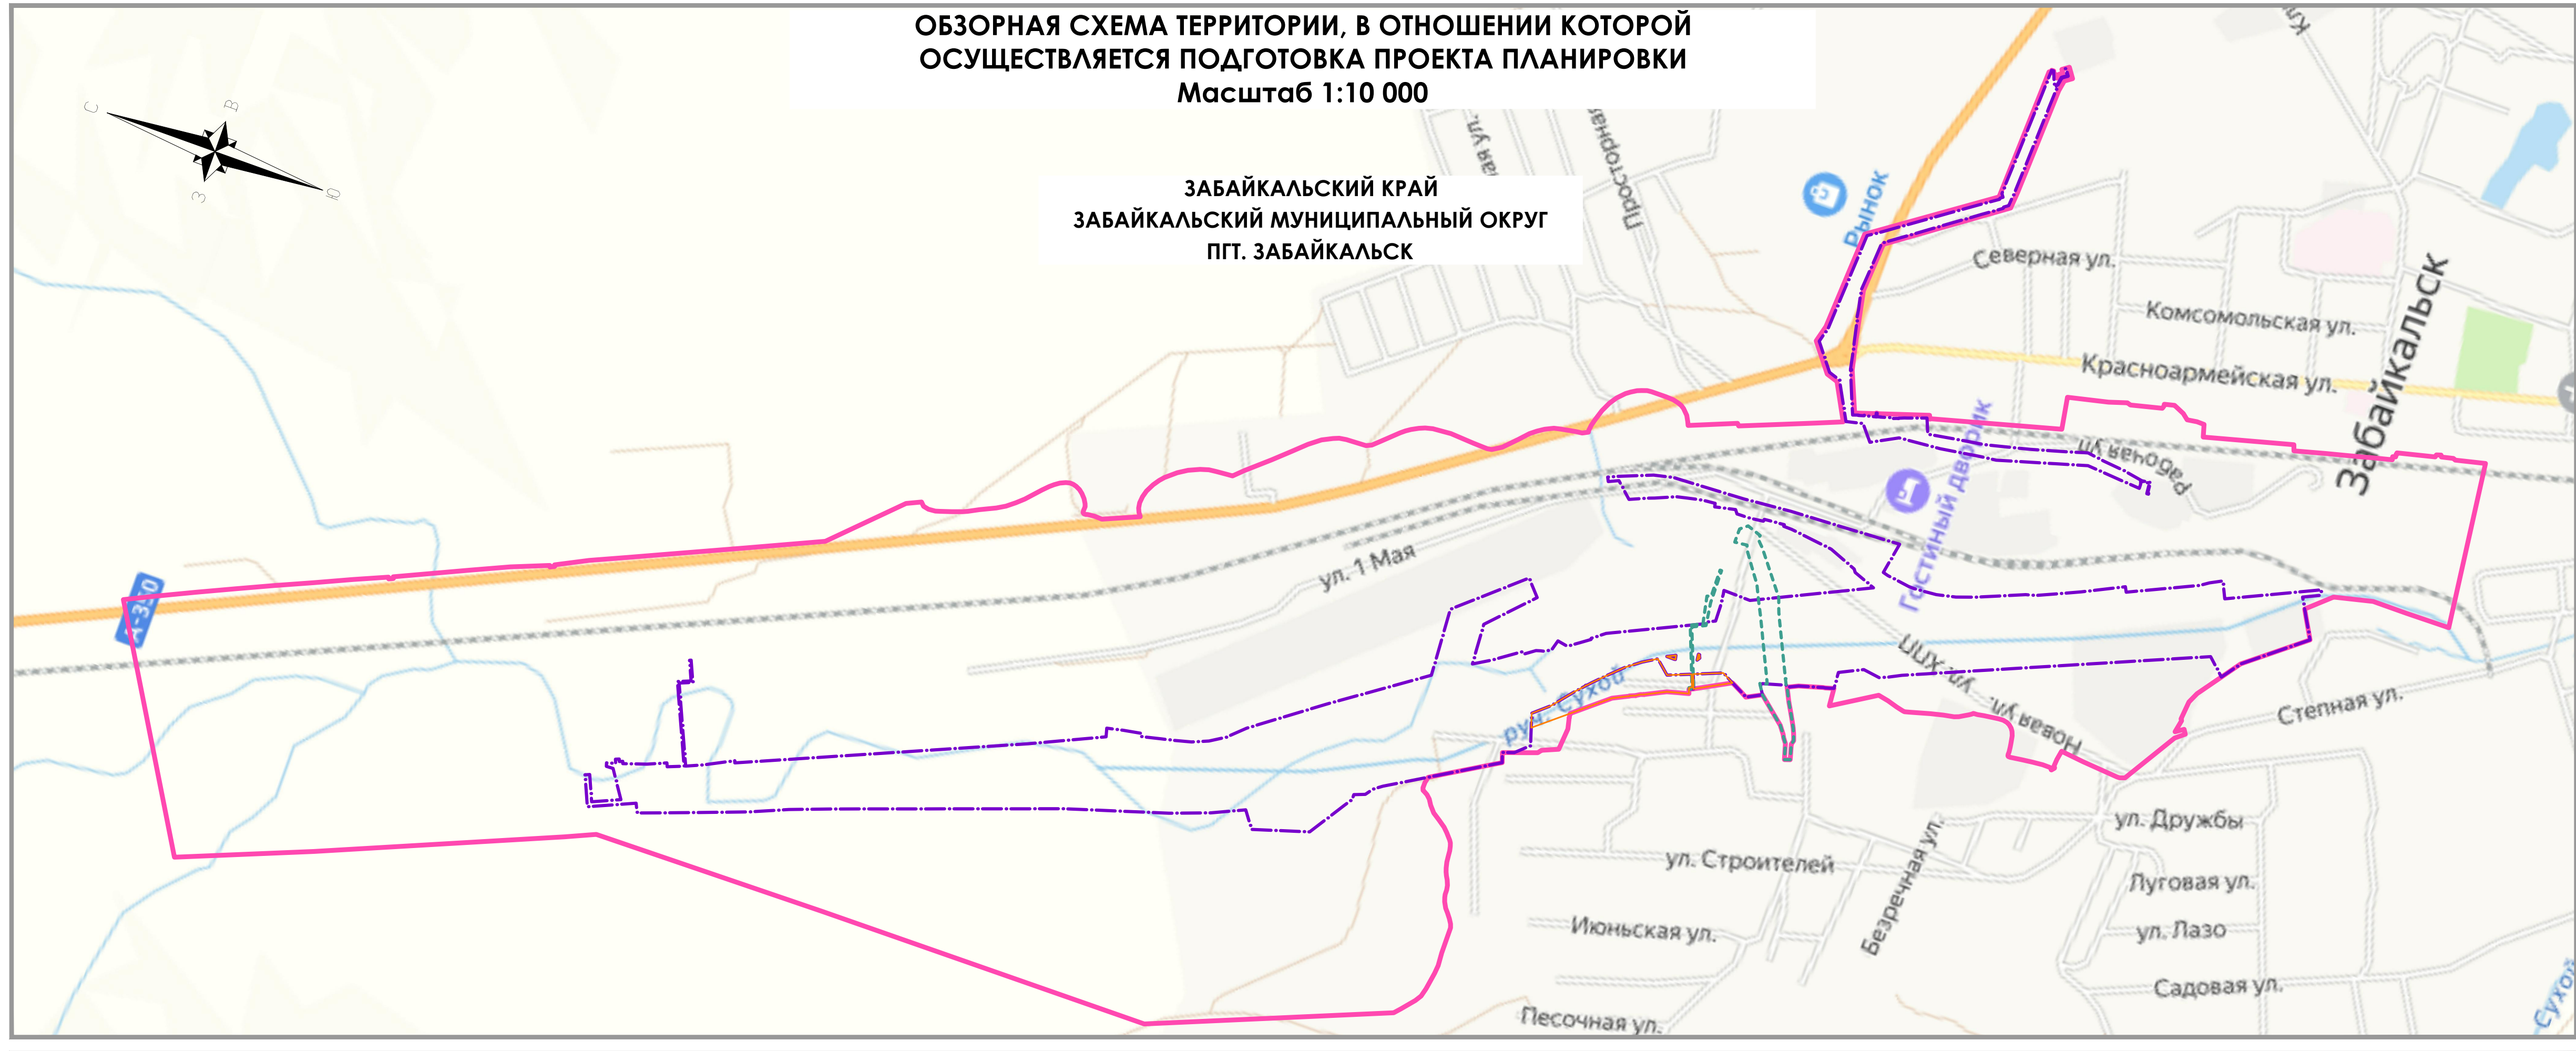 ОБЗОРНАЯ СХЕМА ТЕРРИТОРИИ, В ОТНОШЕНИИ КОТОРОЙ
ОСУЩЕСТВЛЯЕТСЯ ПОДГОТОВКА ПРОЕКТА ПЛАНИРОВКИ
Масштаб 1:10 000
ЗАБАЙКАЛЬСКИЙ КРАЙ
ЗАБАЙКАЛЬСКИЙ МУНИЦИПАЛЬНЫЙ ОКРУГ
ПГТ. ЗАБАЙКАЛЬСК
С
В
З
Ю
Просторная
Рынок
Северная ул.
Комсомольская ул.
Красноармейская ул.
Забайкальск
Гостиный дворик
А-350
ул. 1 Мая
руч. Сухой
ул. ХПП
Новая ул.
Степная ул.
ул. Дружбы
ул. Строителей
Безречная ул.
Луговая ул.
Июньская ул.
ул. Лазо
Садовая ул.
Песочная ул.
Сухой